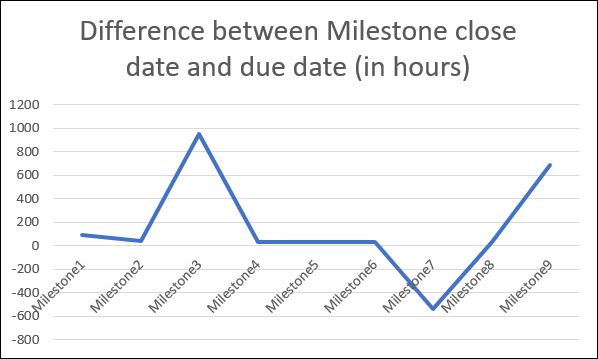 Difference between Milestone close
date and due date (in hours)
1200
1000
800
600
400
200
0
-200
-400
-600
-800
Milestone1
Milestone2
Milestone3
Milestone4
Milestone5
Milestone6
Milestone7
Milestone8
Milestone9